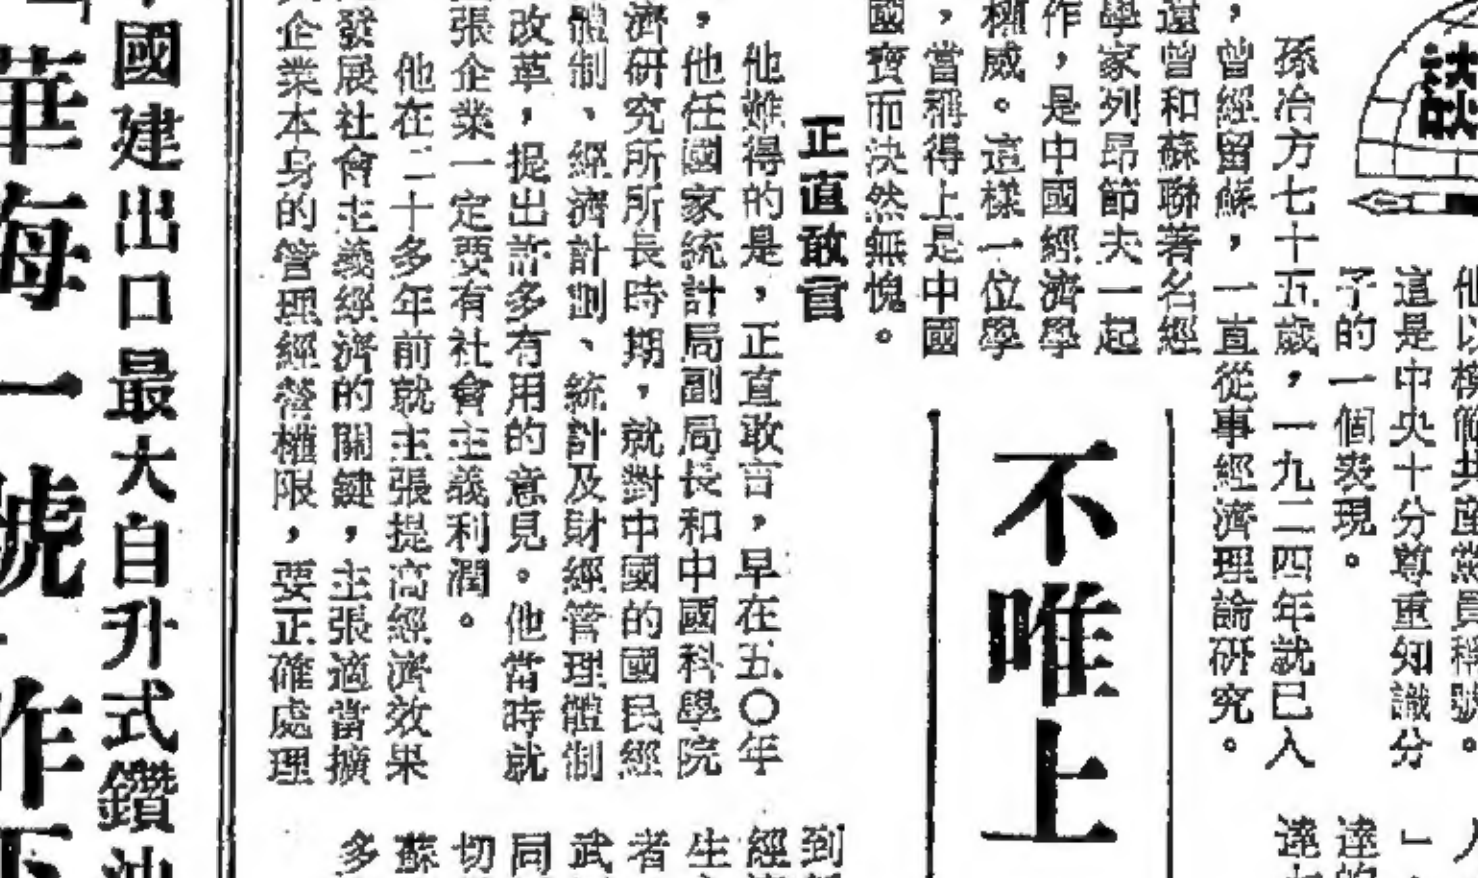 他以模範共產黨員稱號。
這是中央十分尊重知識分
子的一個表現。
孫冶方七十五歲,一九二四年就已入
,曾經留蘇,一直從事經濟理論研究。
還曾和蘇聯著名經
學家列昂節夫一起
作,是中國經濟學
權威。這樣一位學
,當稱得上是中國
國寶而決然無愧。
不唯上
正直敢言
他難得的是,正直敢言,早在五〇年
,他任國家統計局副局長和中國科學院
濟研究所所長時期,就對中國的國民經
體制、經濟計劃、統計及財經管理體制
改革,提出許多有用的意見。他當時就
張企業一定要有社會主義利潤。
他在二十多年前就主張提高經濟效果
發展社會主義經濟的關鍵,主張適當擴
企業本身的管理經營權限,要正確處理
達
達
到
經
生
者
武
同
切
蘇
多
國建出口最大自升式鑽油
華海一號昨下